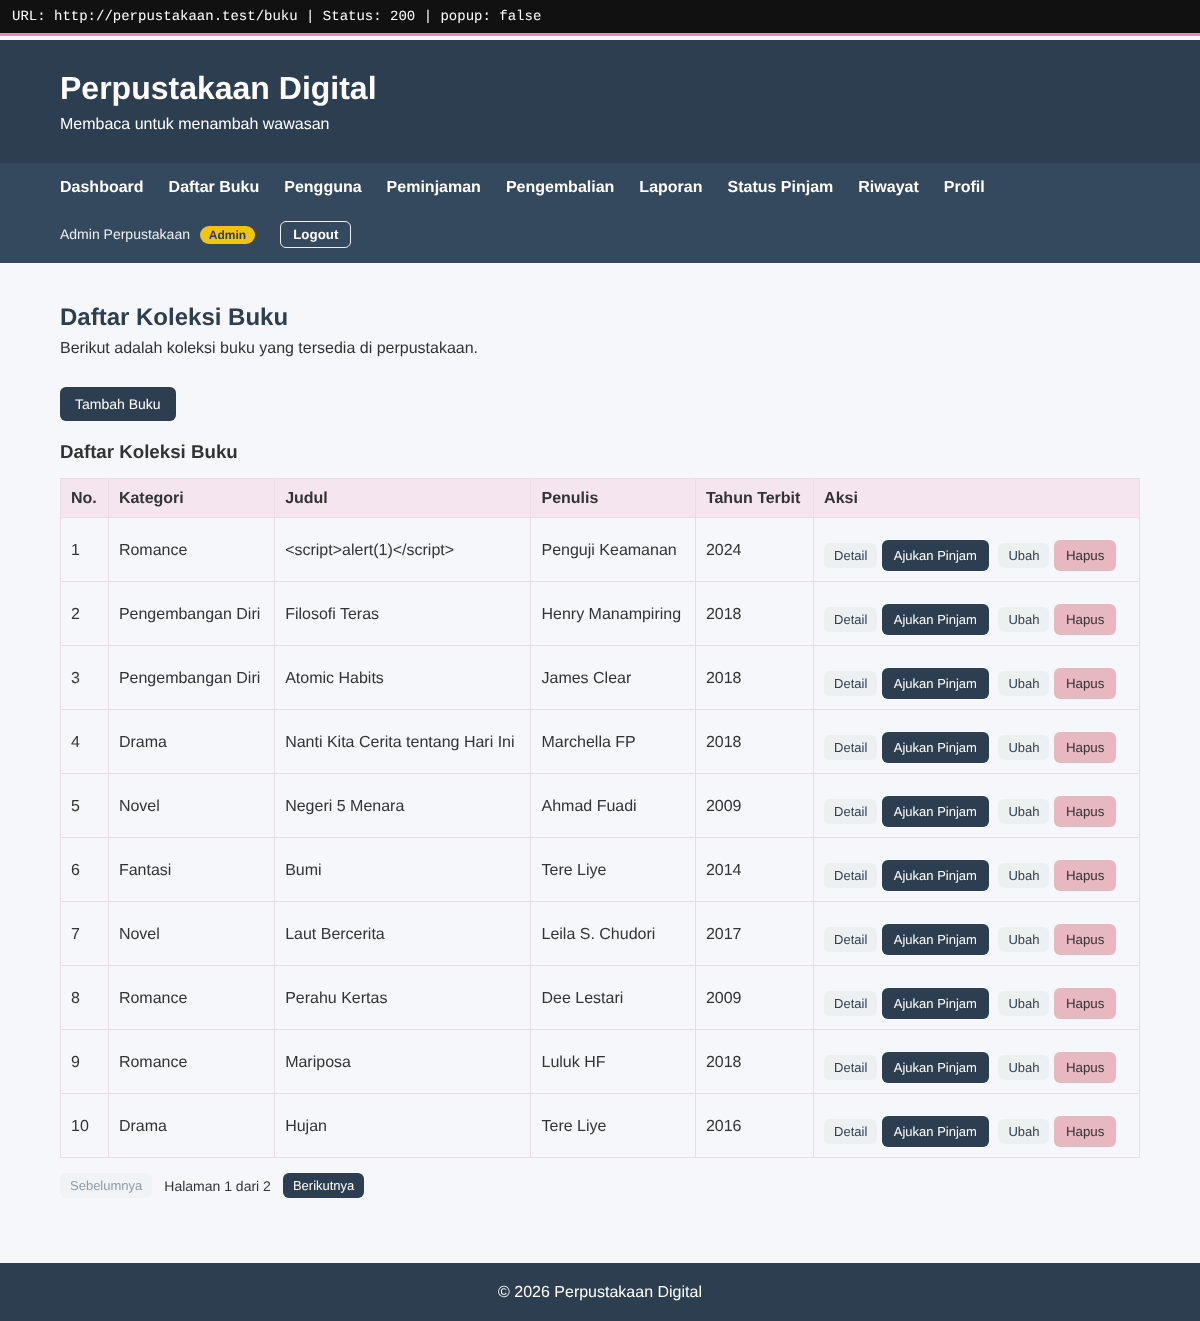 URL: http://perpustakaan.test/buku | Status: 200 | popup: false
Perpustakaan Digital
Membaca untuk menambah wawasan
Dashboard Daftar Buku Pengguna Peminjaman Pengembalian Laporan Status Pinjam Riwayat Profil
Admin Perpustakaan Admin Logout
Daftar Koleksi Buku
Berikut adalah koleksi buku yang tersedia di perpustakaan.
Tambah Buku
Daftar Koleksi Buku
No. Kategori Judul Penulis Tahun Terbit Aksi
1 Romance <script>alert(1)</script> Penguji Keamanan 2024 Detail Ajukan Pinjam Ubah Hapus
2 Pengembangan Diri Filosofi Teras Henry Manampiring 2018 Detail Ajukan Pinjam Ubah Hapus
3 Pengembangan Diri Atomic Habits James Clear 2018 Detail Ajukan Pinjam Ubah Hapus
4 Drama Nanti Kita Cerita tentang Hari Ini Marchella FP 2018 Detail Ajukan Pinjam Ubah Hapus
5 Novel Negeri 5 Menara Ahmad Fuadi 2009 Detail Ajukan Pinjam Ubah Hapus
6 Fantasi Bumi Tere Liye 2014 Detail Ajukan Pinjam Ubah Hapus
7 Novel Laut Bercerita Leila S. Chudori 2017 Detail Ajukan Pinjam Ubah Hapus
8 Romance Perahu Kertas Dee Lestari 2009 Detail Ajukan Pinjam Ubah Hapus
9 Romance Mariposa Luluk HF 2018 Detail Ajukan Pinjam Ubah Hapus
10 Drama Hujan Tere Liye 2016 Detail Ajukan Pinjam Ubah Hapus
Sebelumnya Halaman 1 dari 2 Berikutnya
© 2026 Perpustakaan Digital